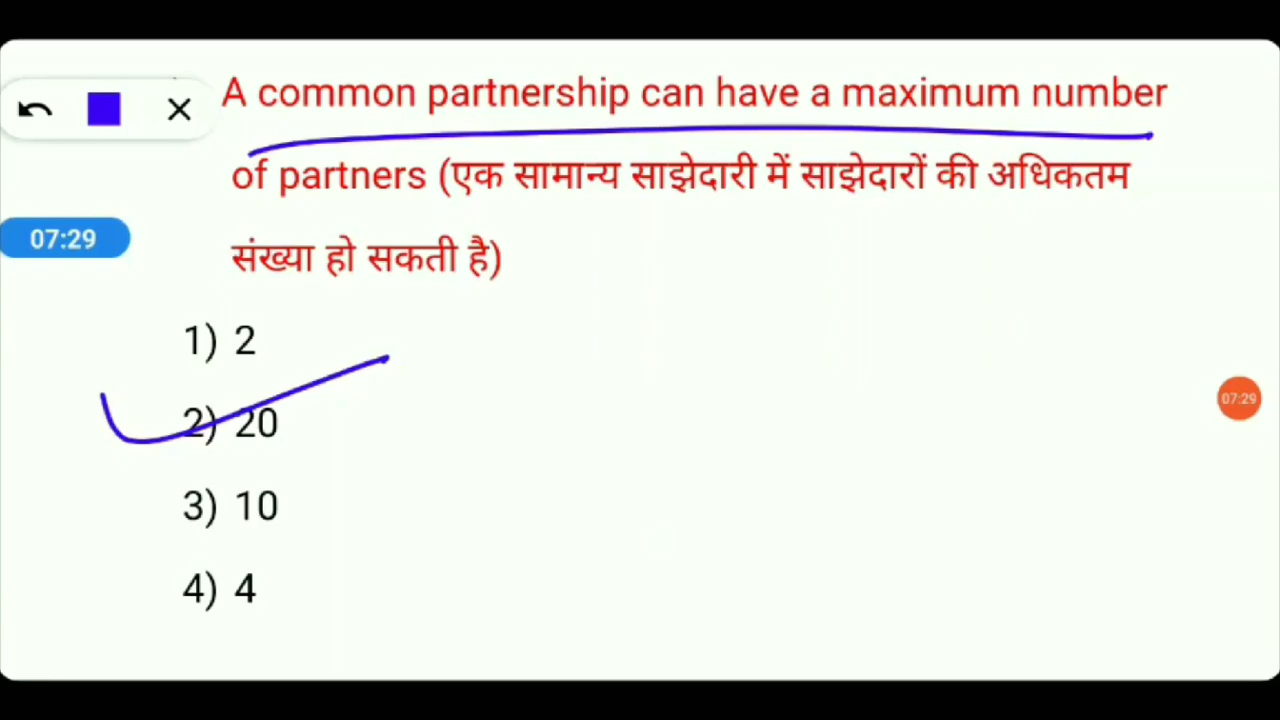 A common partnership can have a maximum number
of partners (एक सामान्य साझेदारी में साझेदारों की अधिकतम
07:29
संख्या हो सकती है)
1) 2
2) 20
07:29
3) 10
4) 4